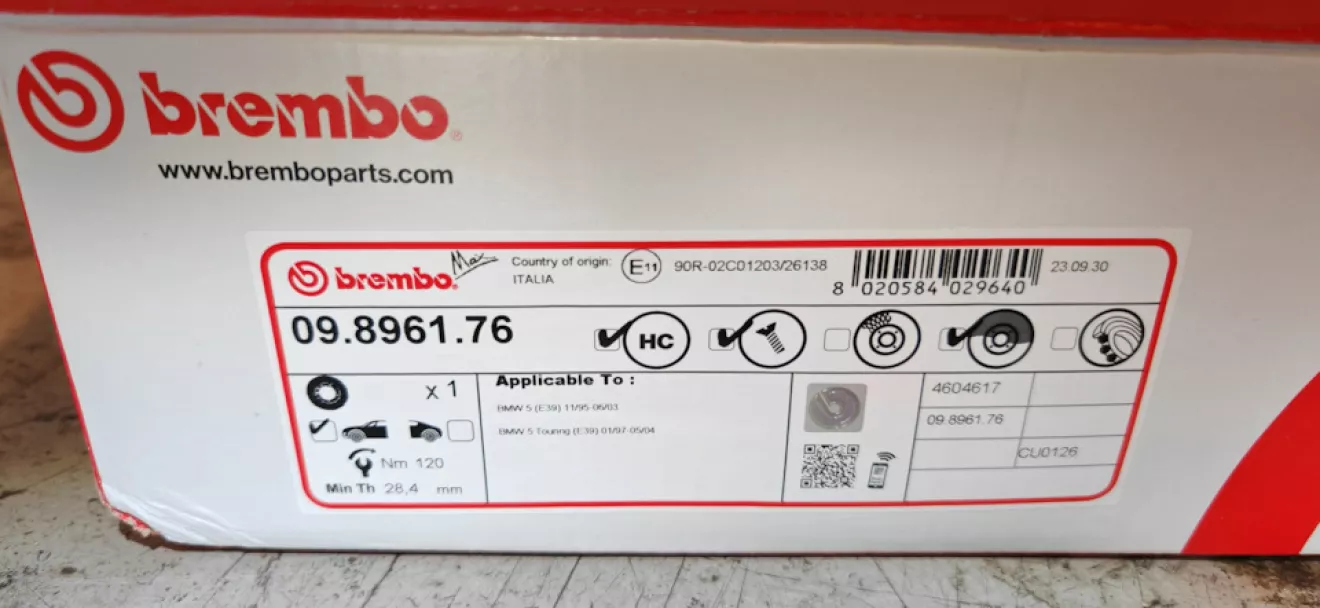 brembo®
www.bremboparts.com
brembo. Max
Country of origin:
ITALIA
E11
90R-02C01203/26138
8 020584 029640
23.09.30
09.8961.76
HC
x 1
Nm 120
Min Th 28,4 mm
Applicable To :
BMW 5 (E39) 11/95-06/03
BMW 5 Touring (E39) 01/97-05/04
4604617
09.8961.76
CU0126